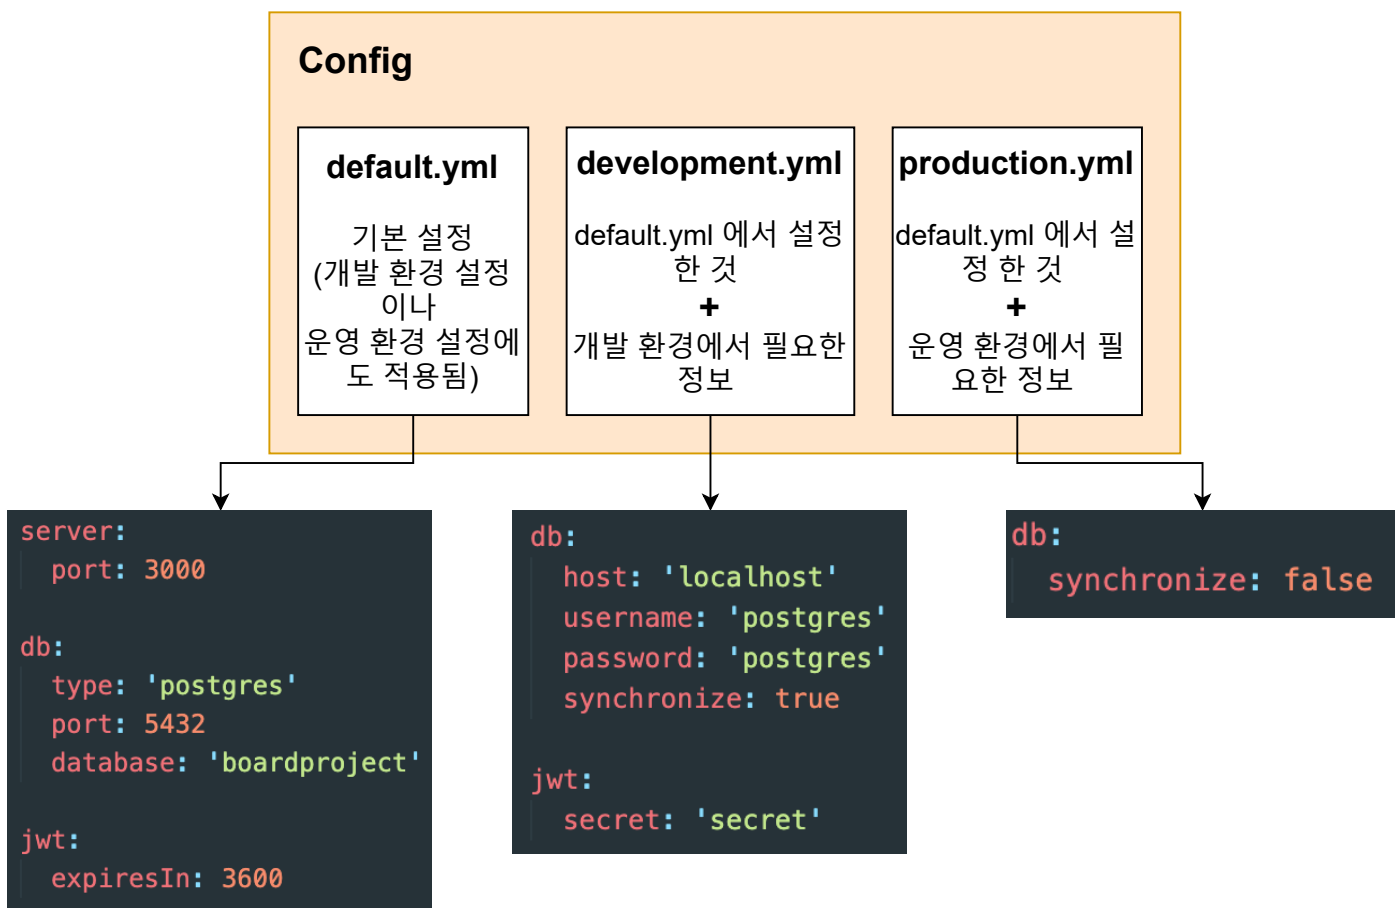 Config
default.yml
기본 설정
(개발 환경 설정
이나
운영 환경 설정에
도 적용됨)
development.yml
default.yml 에서 설정
한 것
+
개발 환경에서 필요한
정보
production.yml
default.yml 에서 설
정 한 것
+
운영 환경에서 필
요한 정보
server:
  port: 3000

db:
  type: 'postgres'
  port: 5432
  database: 'boardproject'

jwt:
  expiresIn: 3600
db:
  host: 'localhost'
  username: 'postgres'
  password: 'postgres'
  synchronize: true

jwt:
  secret: 'secret'
db:
  synchronize: false